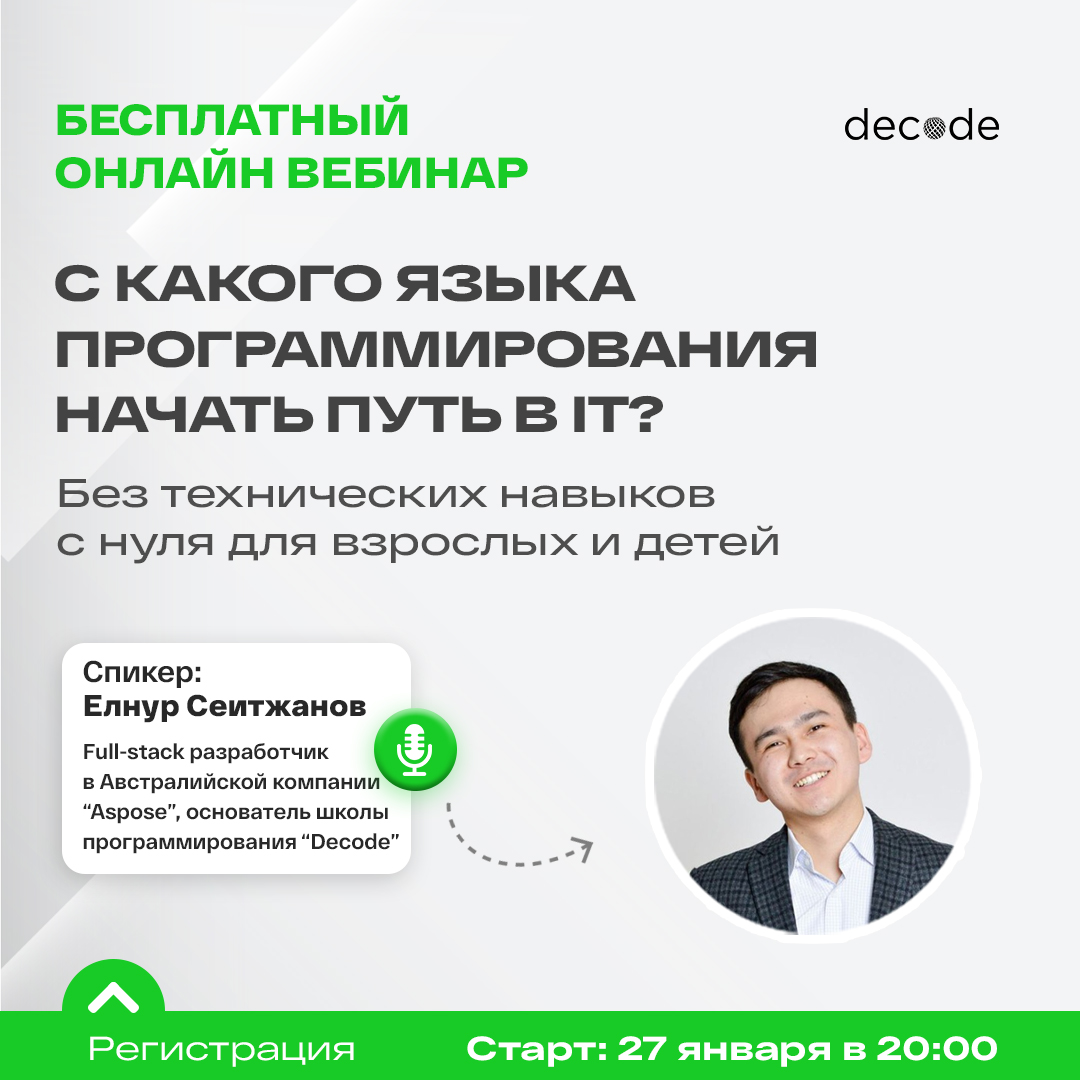 БЕСПЛАТНЫЙ
ОНЛАЙН ВЕБИНАР
decode
С КАКОГО ЯЗЫКА
ПРОГРАММИРОВАНИЯ
НАЧАТЬ ПУТЬ В IT?
Без технических навыков
с нуля для взрослых и детей
Спикер:
Елнур Сеитжанов
Full-stack разработчик
в Австралийской компании
“Aspose”, основатель школы
программирования “Decode”
Регистрация
Старт: 27 января в 20:00